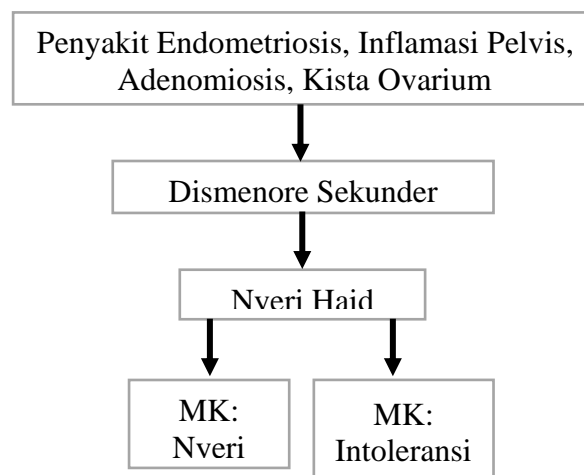 Penyakit Endometriosis, Inflamasi Pelvis,
Adenomiosis, Kista Ovarium
Dismenore Sekunder
Nyeri Haid
MK:
Nyeri
MK:
Intoleransi